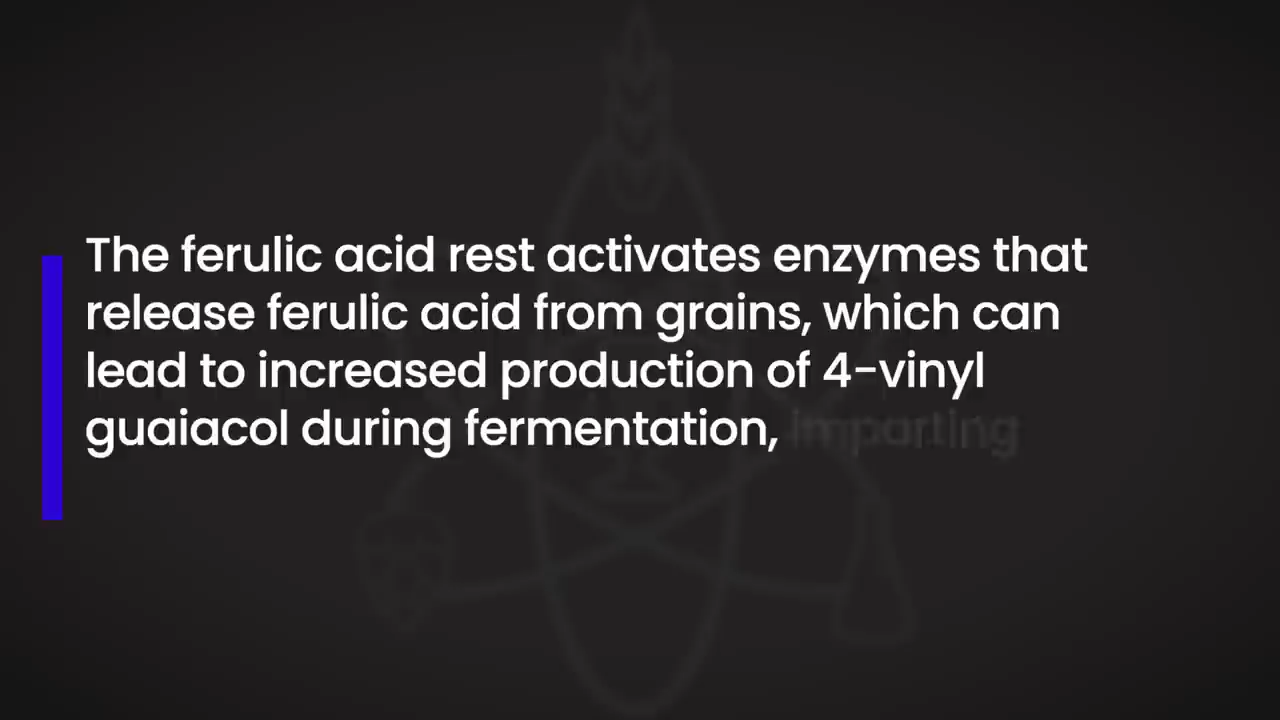 The ferulic acid rest activates enzymes that
release ferulic acid from grains, which can
lead to increased production of 4-vinyl
guaiacol during fermentation, imparting